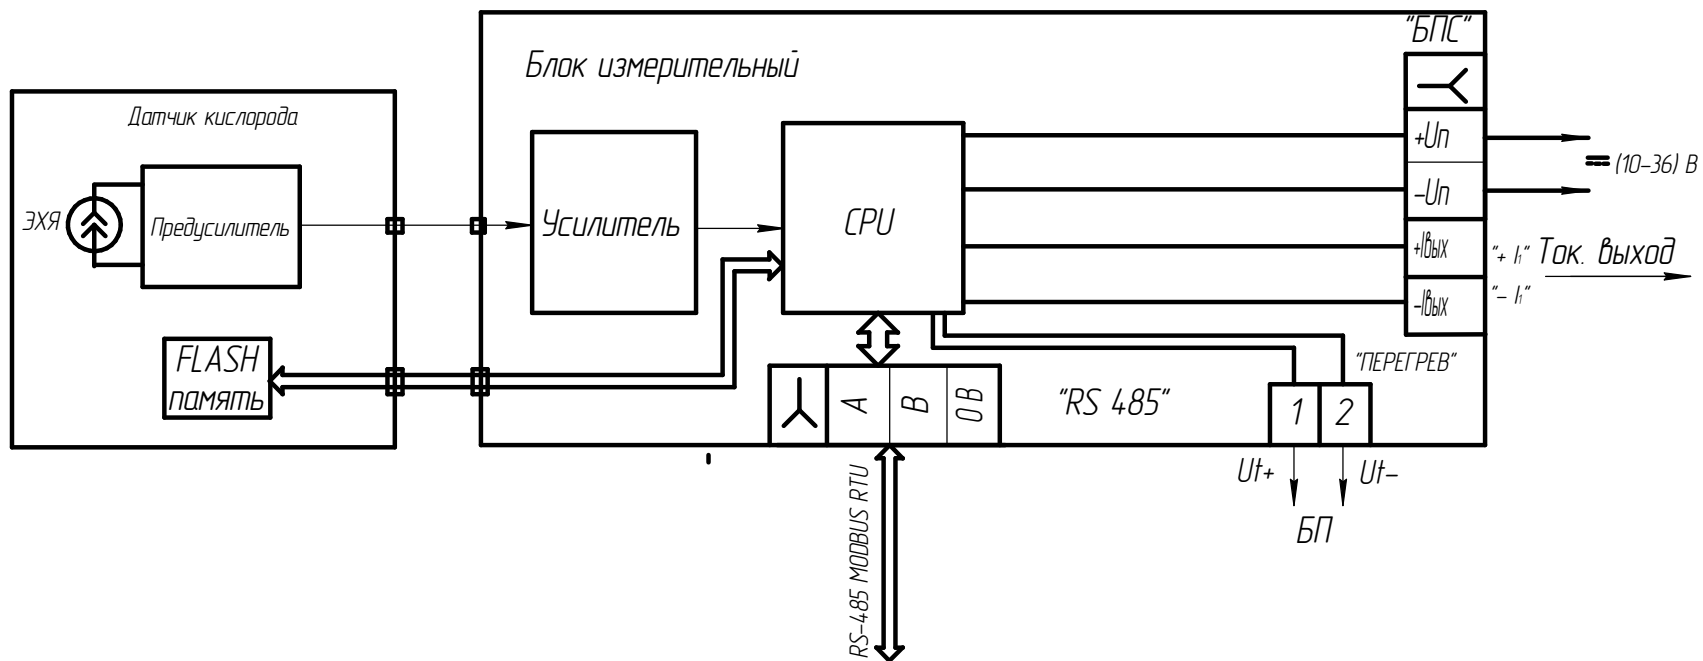 "БПС"
Блок измерительный
Датчик кислорода
ЭХЯ
Предусилитель
Усилитель
CPU
+Uп
-Uп
= (10-36) В
+Iвых
-Iвых
"+ I₁"
"- I₁"
Ток. выход
FLASH
память
"ПЕРЕГРЕВ"
A
B
0В
"RS 485"
1
2
Ut+
Ut-
БП
RS-485 MODBUS RTU